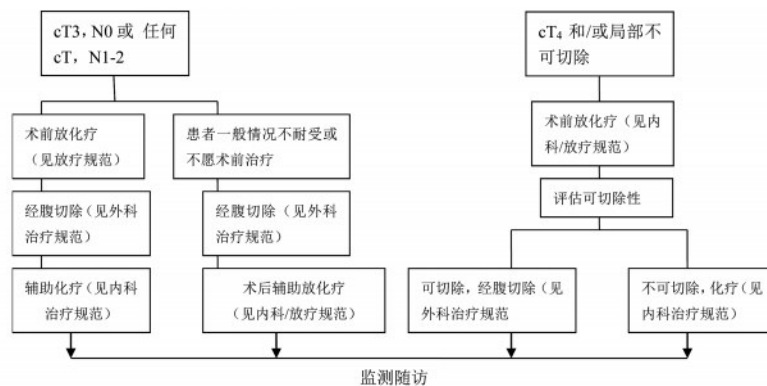 cT3，N0 或 任何
cT，N1-2
cT₄ 和/或局部不
可切除
术前放化疗
（见放疗规范）
患者一般情况不耐受或
不愿术前治疗
术前放化疗（见内
科/放疗规范）
经腹切除（见外科
治疗规范）
经腹切除（见外科
治疗规范）
评估可切除性
辅助化疗（见内科
治疗规范）
术后辅助放化疗
（见内科/放疗规范）
可切除，经腹切除（见
外科治疗规范
不可切除，化疗（见
内科治疗规范）
监测随访